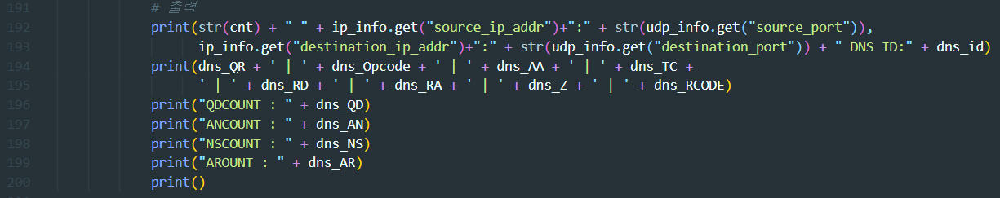 191 # 출력
192 print(str(cnt) + " " + ip_info.get("source_ip_addr")+":" + str(udp_info.get("source_port")),
193 ip_info.get("destination_ip_addr")+":" + str(udp_info.get("destination_port")) + " DNS ID:" + dns_id)
194 print(dns_QR + ' | ' + dns_Opcode + ' | ' + dns_AA + ' | ' + dns_TC +
195 ' | ' + dns_RD + ' | ' + dns_RA + ' | ' + dns_Z + ' | ' + dns_RCODE)
196 print("QDCOUNT : " + dns_QD)
197 print("ANCOUNT : " + dns_AN)
198 print("NSCOUNT : " + dns_NS)
199 print("AROUNT : " + dns_AR)
200 print()